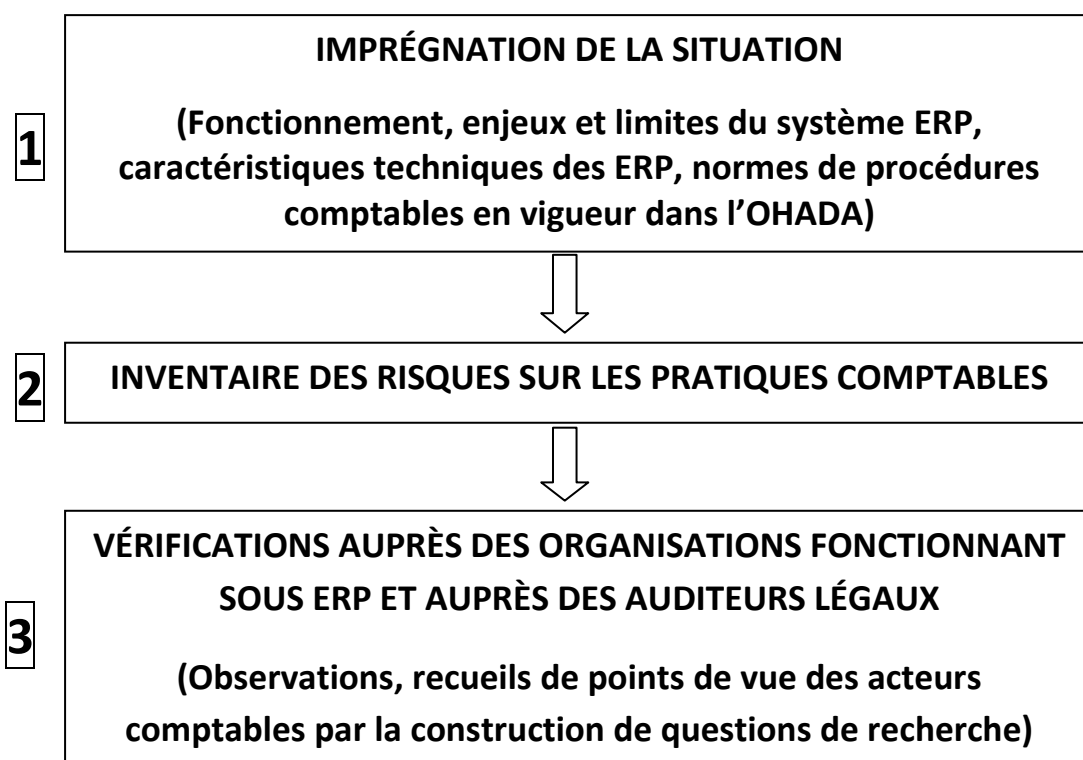 IMPRÉGNATION DE LA SITUATION
1
(Fonctionnement, enjeux et limites du système ERP,
caractéristiques techniques des ERP, normes de procédures
comptables en vigueur dans l’OHADA)
2
INVENTAIRE DES RISQUES SUR LES PRATIQUES COMPTABLES
VÉRIFICATIONS AUPRÈS DES ORGANISATIONS FONCTIONNANT
SOUS ERP ET AUPRÈS DES AUDITEURS LÉGAUX
3
(Observations, recueils de points de vue des acteurs
comptables par la construction de questions de recherche)